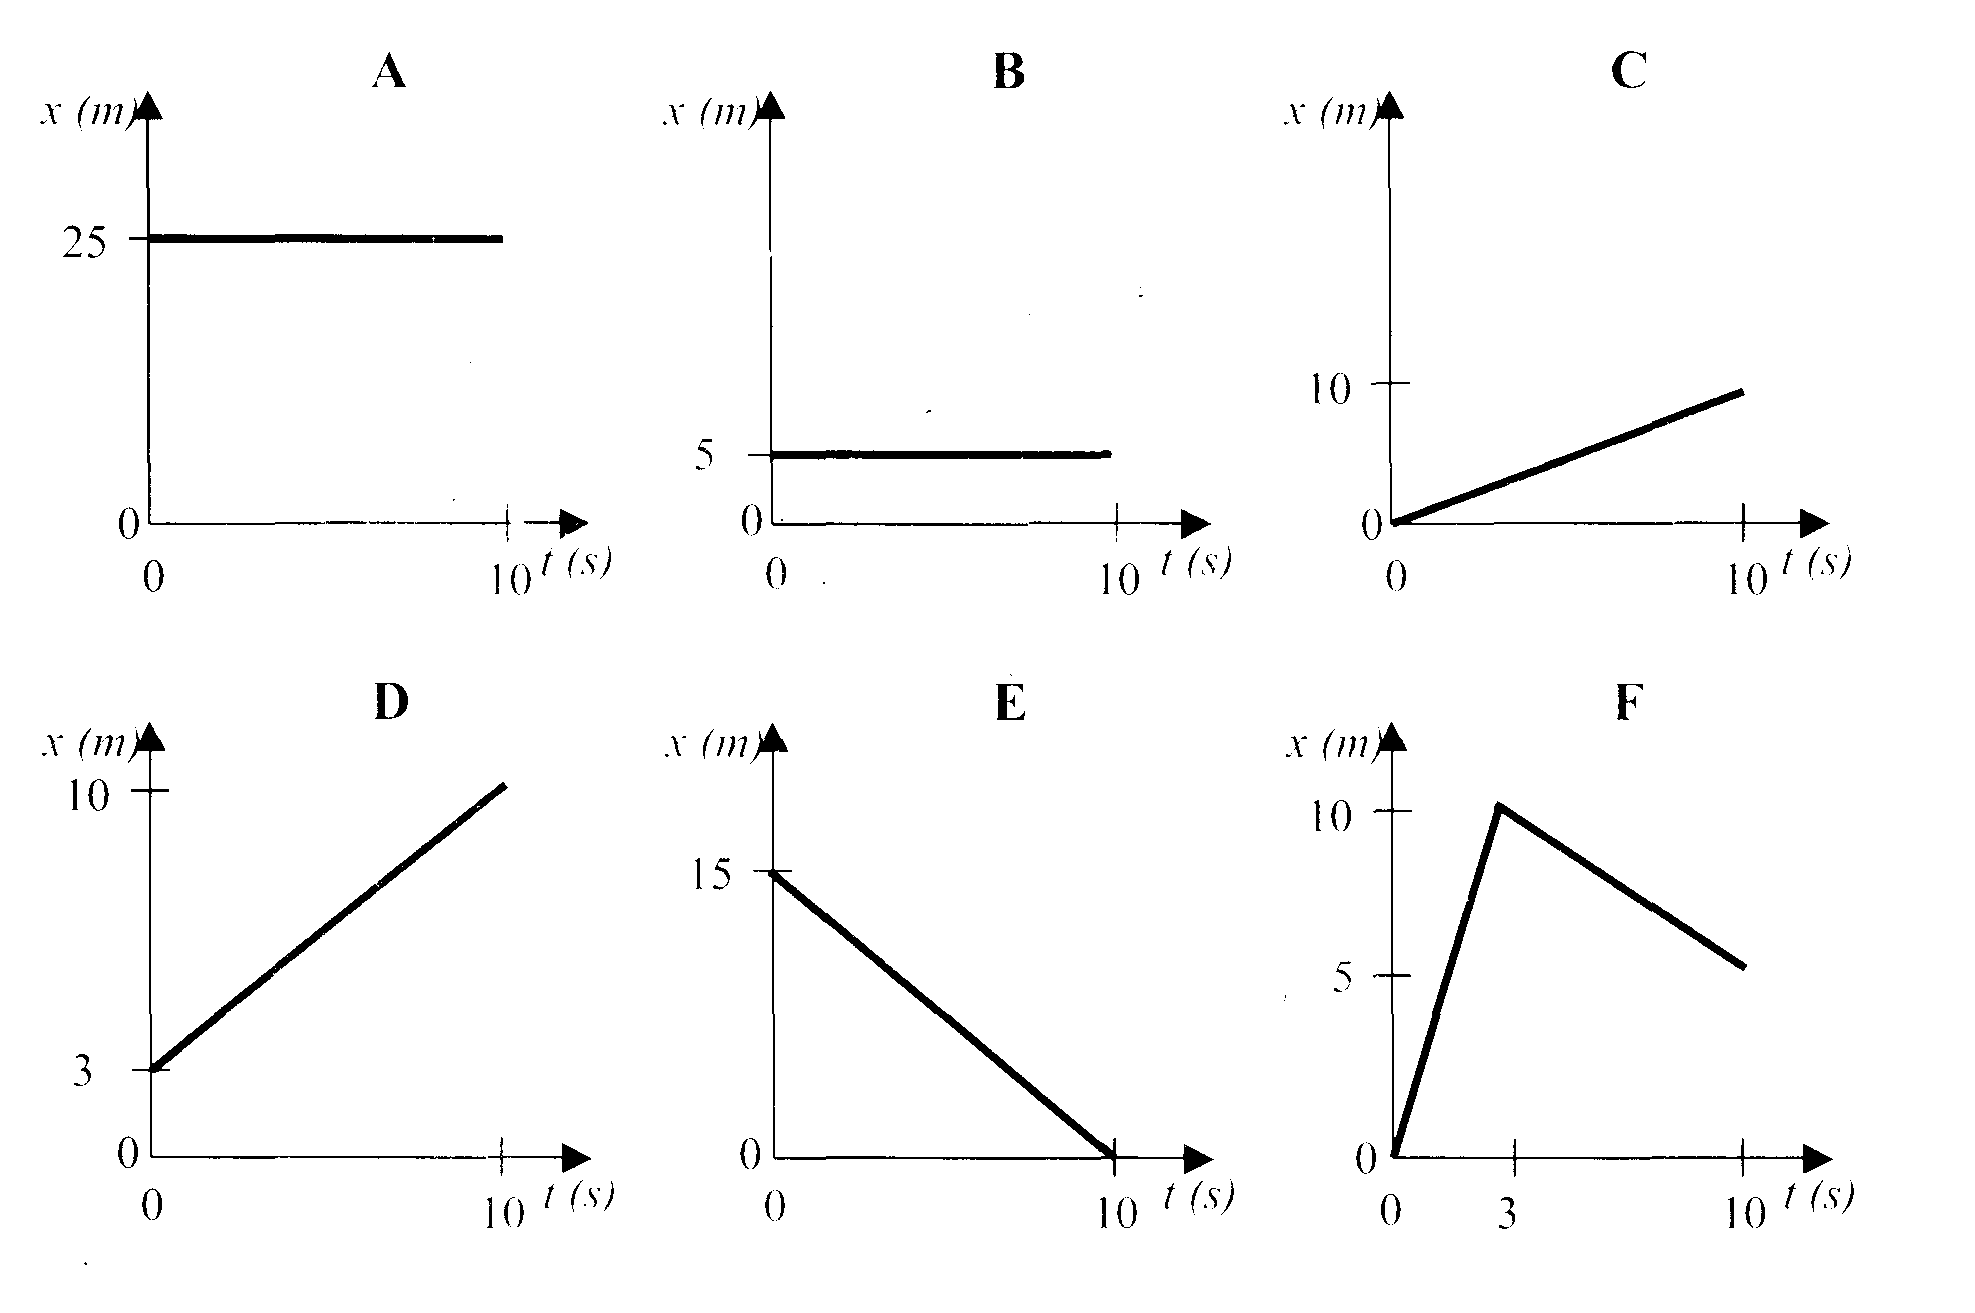 A B C
x (m) x (m) x (m)
25
10
5
0 0 0
0 10 t (s) 0 10 t (s) 0 10 t (s)
D E F
x (m) x (m) x (m)
10 10
15
5
3
0 0 0
0 10 t (s) 0 10 t (s) 0 3 10 t (s)